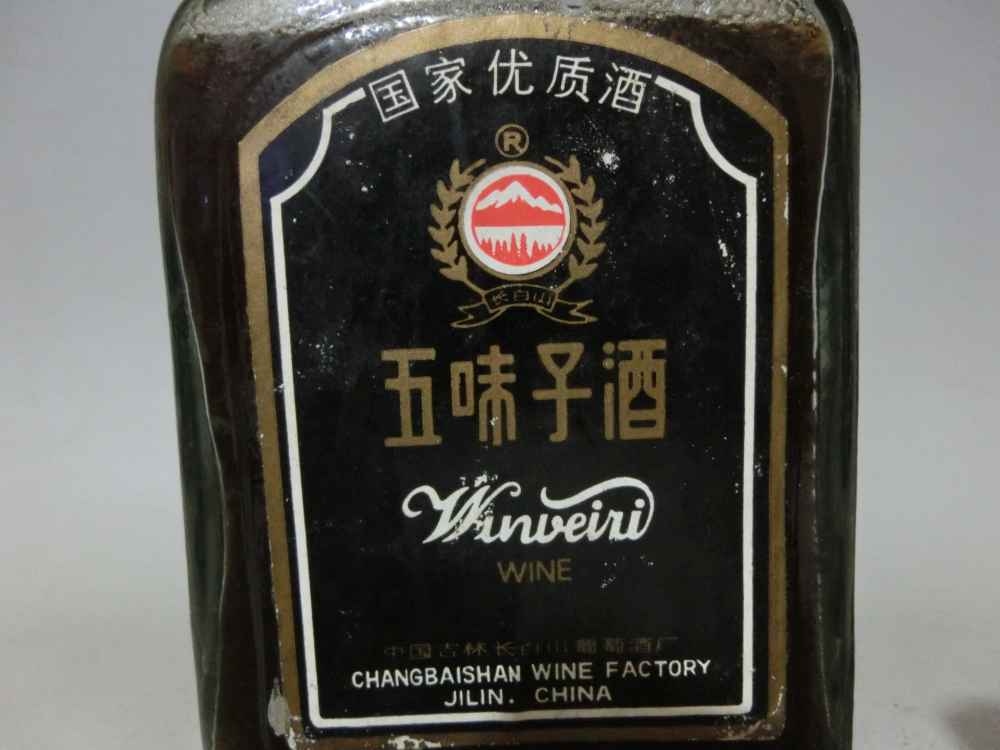 国家优质酒
®
长白山
五味子酒
Winweizi
WINE
中国吉林长白山葡萄酒厂
CHANGBAISHAN WINE FACTORY
JILIN. CHINA